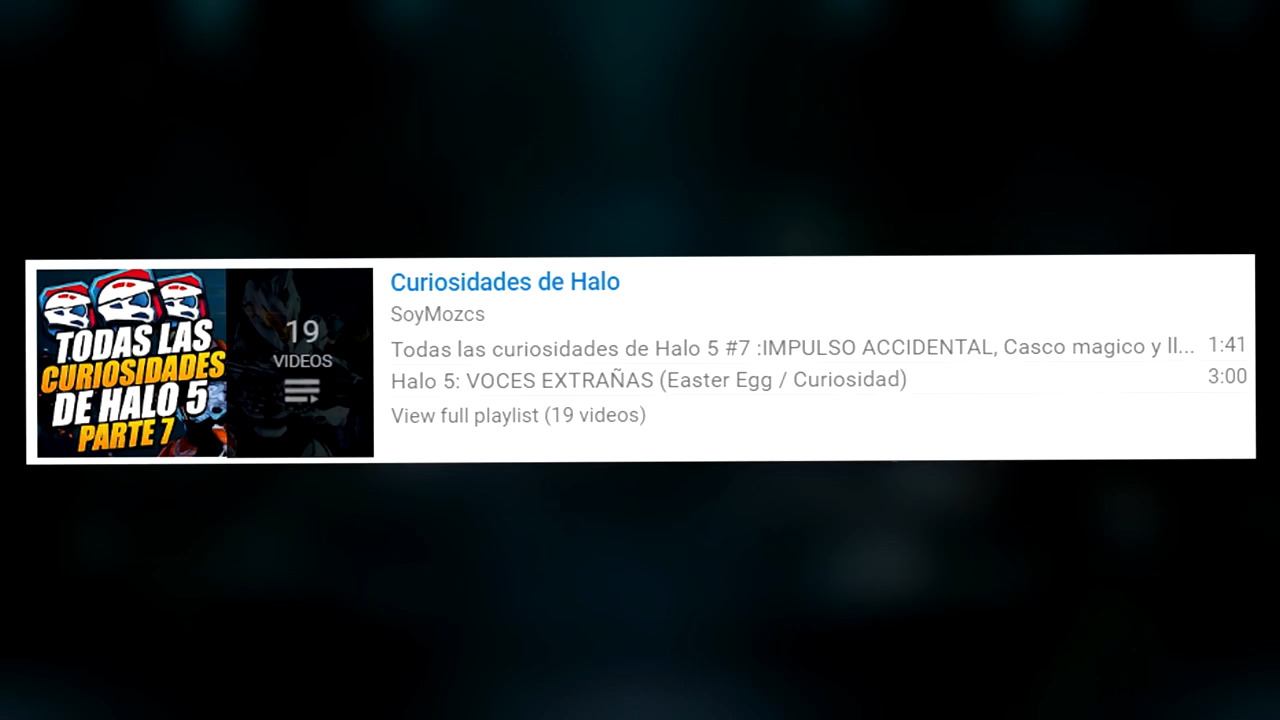 TODAS LAS
CURIOSIDADES
DE HALO 5
PARTE 7
19
VIDEOS
Curiosidades de Halo
SoyMozcs
Todas las curiosidades de Halo 5 #7 :IMPULSO ACCIDENTAL, Casco magico y ll... 1:41
Halo 5: VOCES EXTRAÑAS (Easter Egg / Curiosidad) 3:00
View full playlist (19 videos)